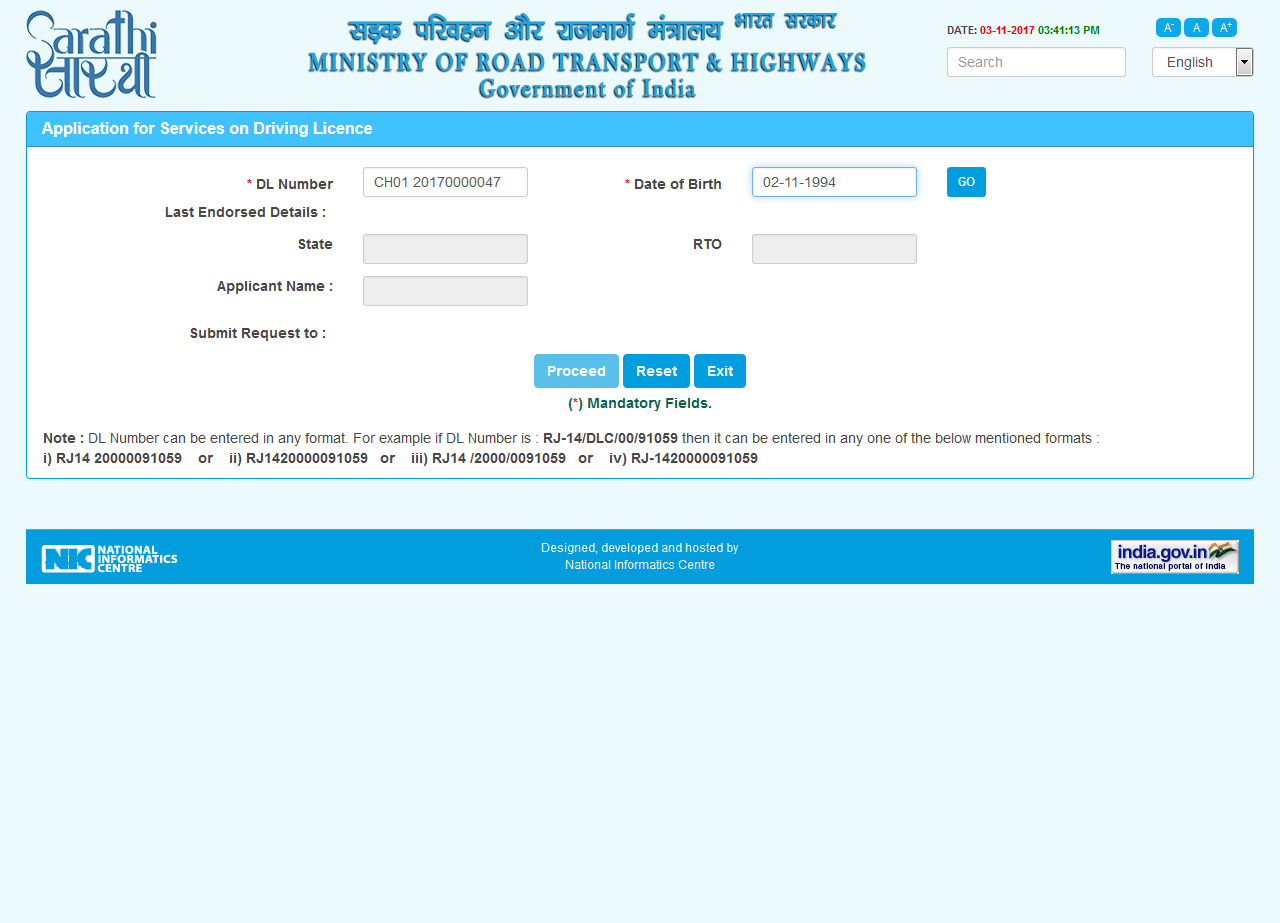 Sarathi
सारथी
सड़क परिवहन और राजमार्ग मंत्रालय भारत सरकार
MINISTRY OF ROAD TRANSPORT & HIGHWAYS
Government of India
DATE: 03-11-2017 03:41:13 PM
A- A A+
Search
English
Application for Services on Driving Licence
* DL Number CH01 20170000047 * Date of Birth 02-11-1994 GO
Last Endorsed Details :
State RTO
Applicant Name :
Submit Request to :
Proceed Reset Exit
(*) Mandatory Fields.
Note : DL Number can be entered in any format. For example if DL Number is : RJ-14/DLC/00/91059 then it can be entered in any one of the below mentioned formats :
i) RJ14 20000091059 or ii) RJ1420000091059 or iii) RJ14 /2000/0091059 or iv) RJ-1420000091059
NIC NATIONAL
INFORMATICS
CENTRE
Designed, developed and hosted by
National Informatics Centre
india.gov.in
The national portal of India